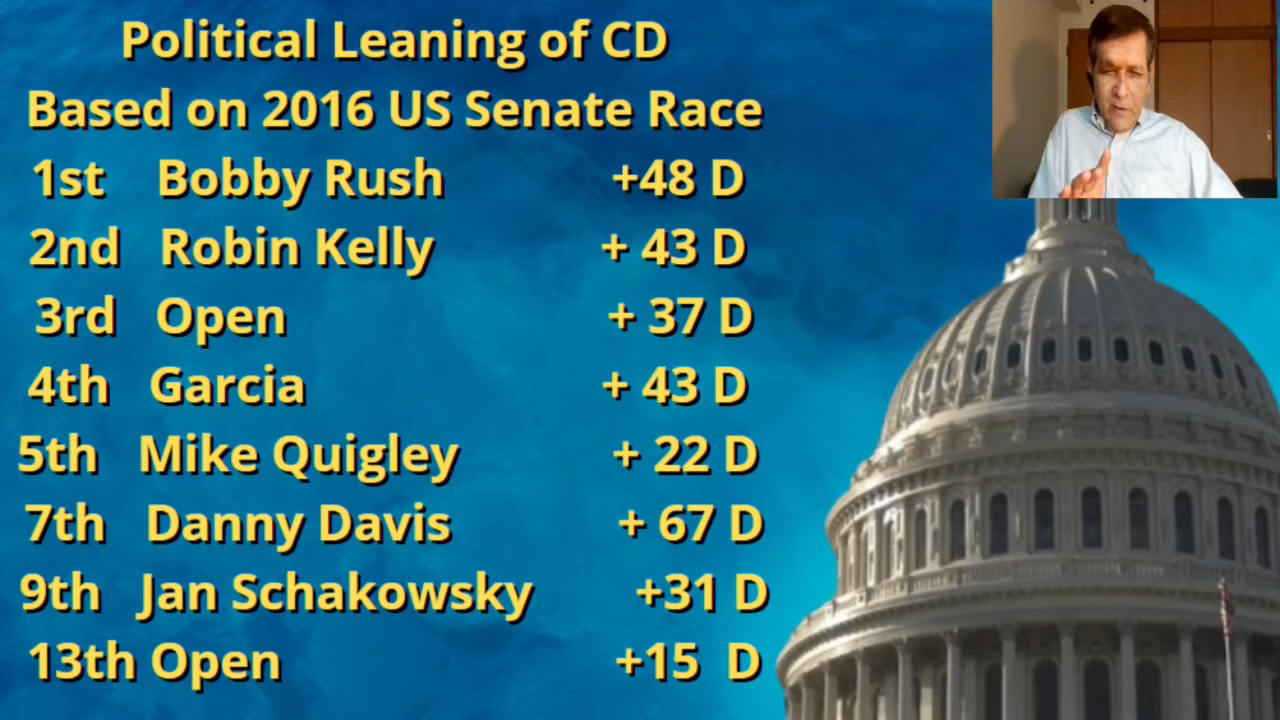 Political Leaning of CD
Based on 2016 US Senate Race
1st Bobby Rush +48 D
2nd Robin Kelly + 43 D
3rd Open + 37 D
4th Garcia + 43 D
5th Mike Quigley + 22 D
7th Danny Davis + 67 D
9th Jan Schakowsky +31 D
13th Open +15 D